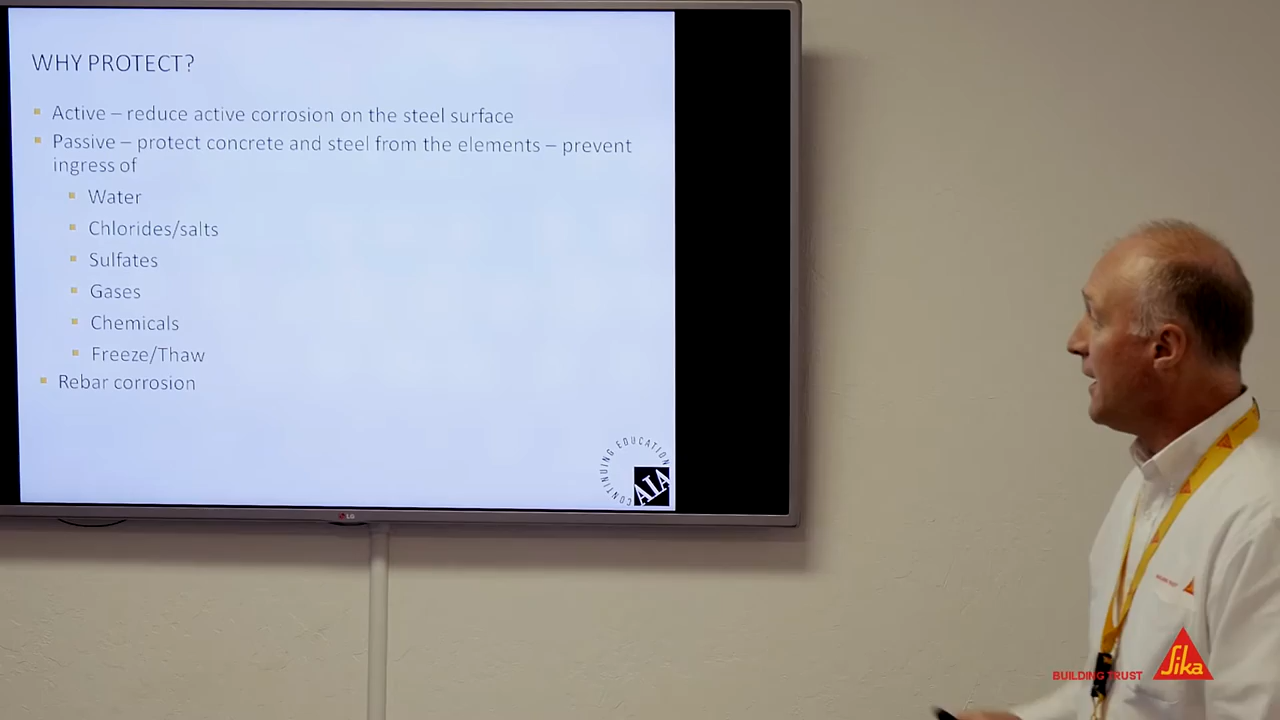 WHY PROTECT?
Active – reduce active corrosion on the steel surface
Passive – protect concrete and steel from the elements – prevent
ingress of
Water
Chlorides/salts
Sulfates
Gases
Chemicals
Freeze/Thaw
Rebar corrosion
CONTINUING EDUCATION
AIA
LG
BUILDING TRUST
Sika